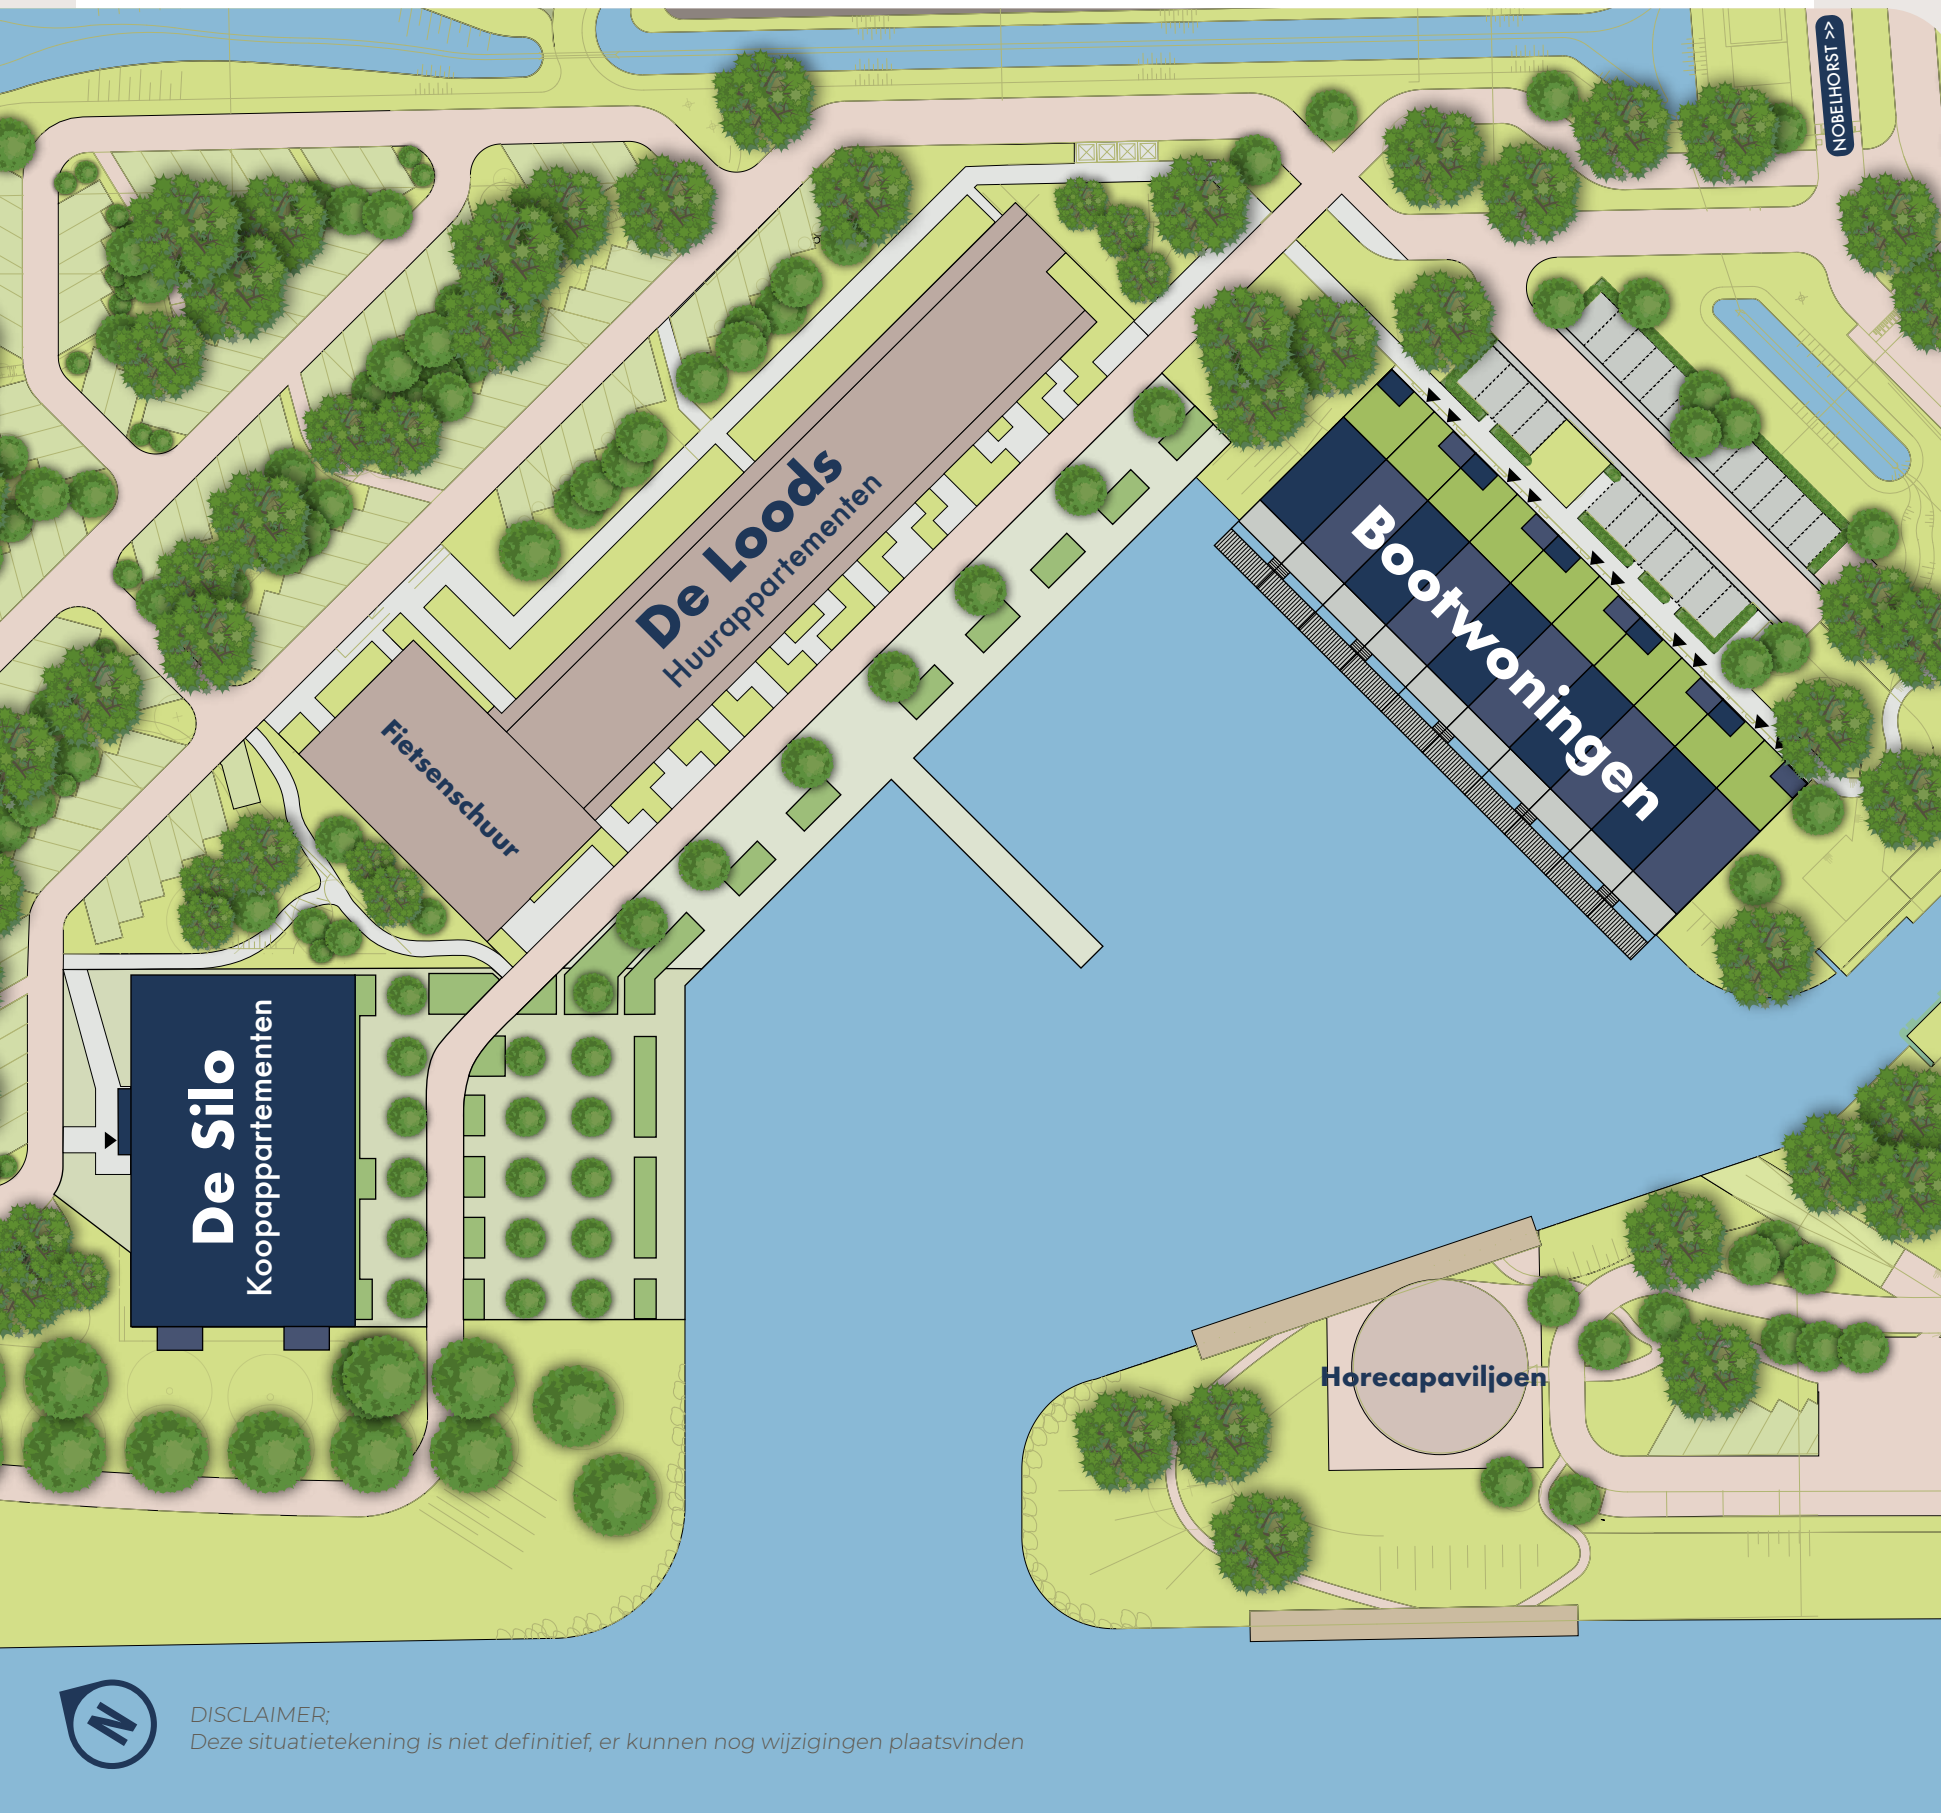 NOBELHORST >>
De Loods
Huurappartementen
Bootwoningen
Fietsenschuur
De Silo
Koopappartementen
Horecapaviljoen
N
DISCLAIMER;
Deze situatietekening is niet definitief, er kunnen nog wijzigingen plaatsvinden